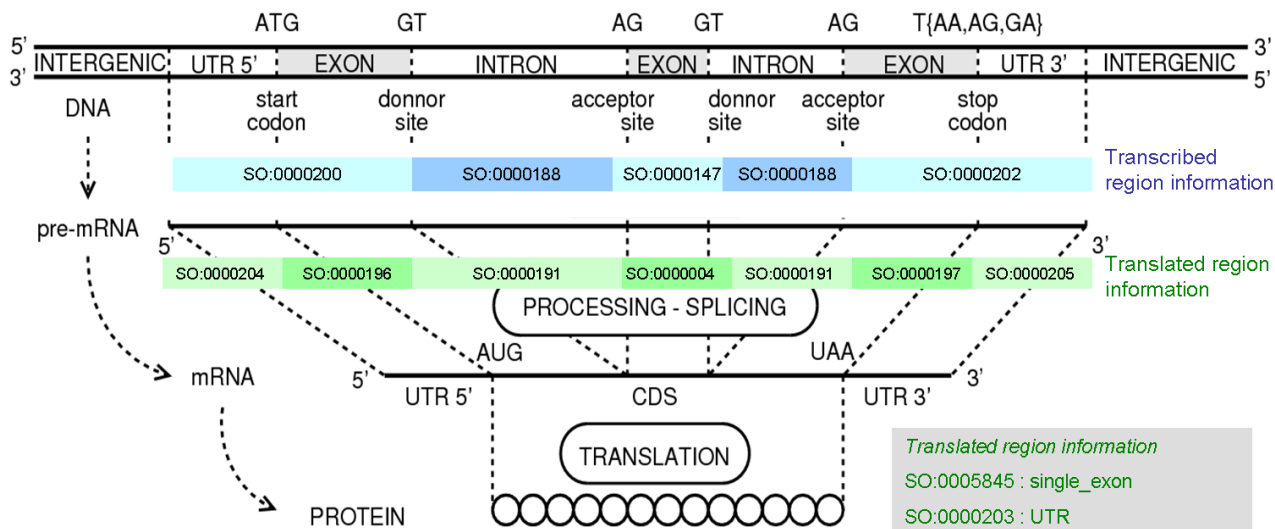 ATG GT AG GT AG T{AA,AG,GA}
5’ 3’
INTERGENIC UTR 5’ EXON INTRON EXON INTRON EXON UTR 3’ INTERGENIC
3’ 5’
DNA
start codon
donnor site
acceptor site
donnor site
acceptor site
stop codon
SO:0000200 SO:0000188 SO:0000147 SO:0000188 SO:0000202
Transcribed
region information
pre-mRNA
5’ 3’
SO:0000204 SO:0000196 SO:0000191 SO:0000004 SO:0000191 SO:0000197 SO:0000205
Translated region
information
PROCESSING - SPLICING
AUG UAA
mRNA
5’ 3’
UTR 5’ CDS UTR 3’
TRANSLATION
PROTEIN
Translated region information
SO:0005845 : single_exon
SO:0000203 : UTR